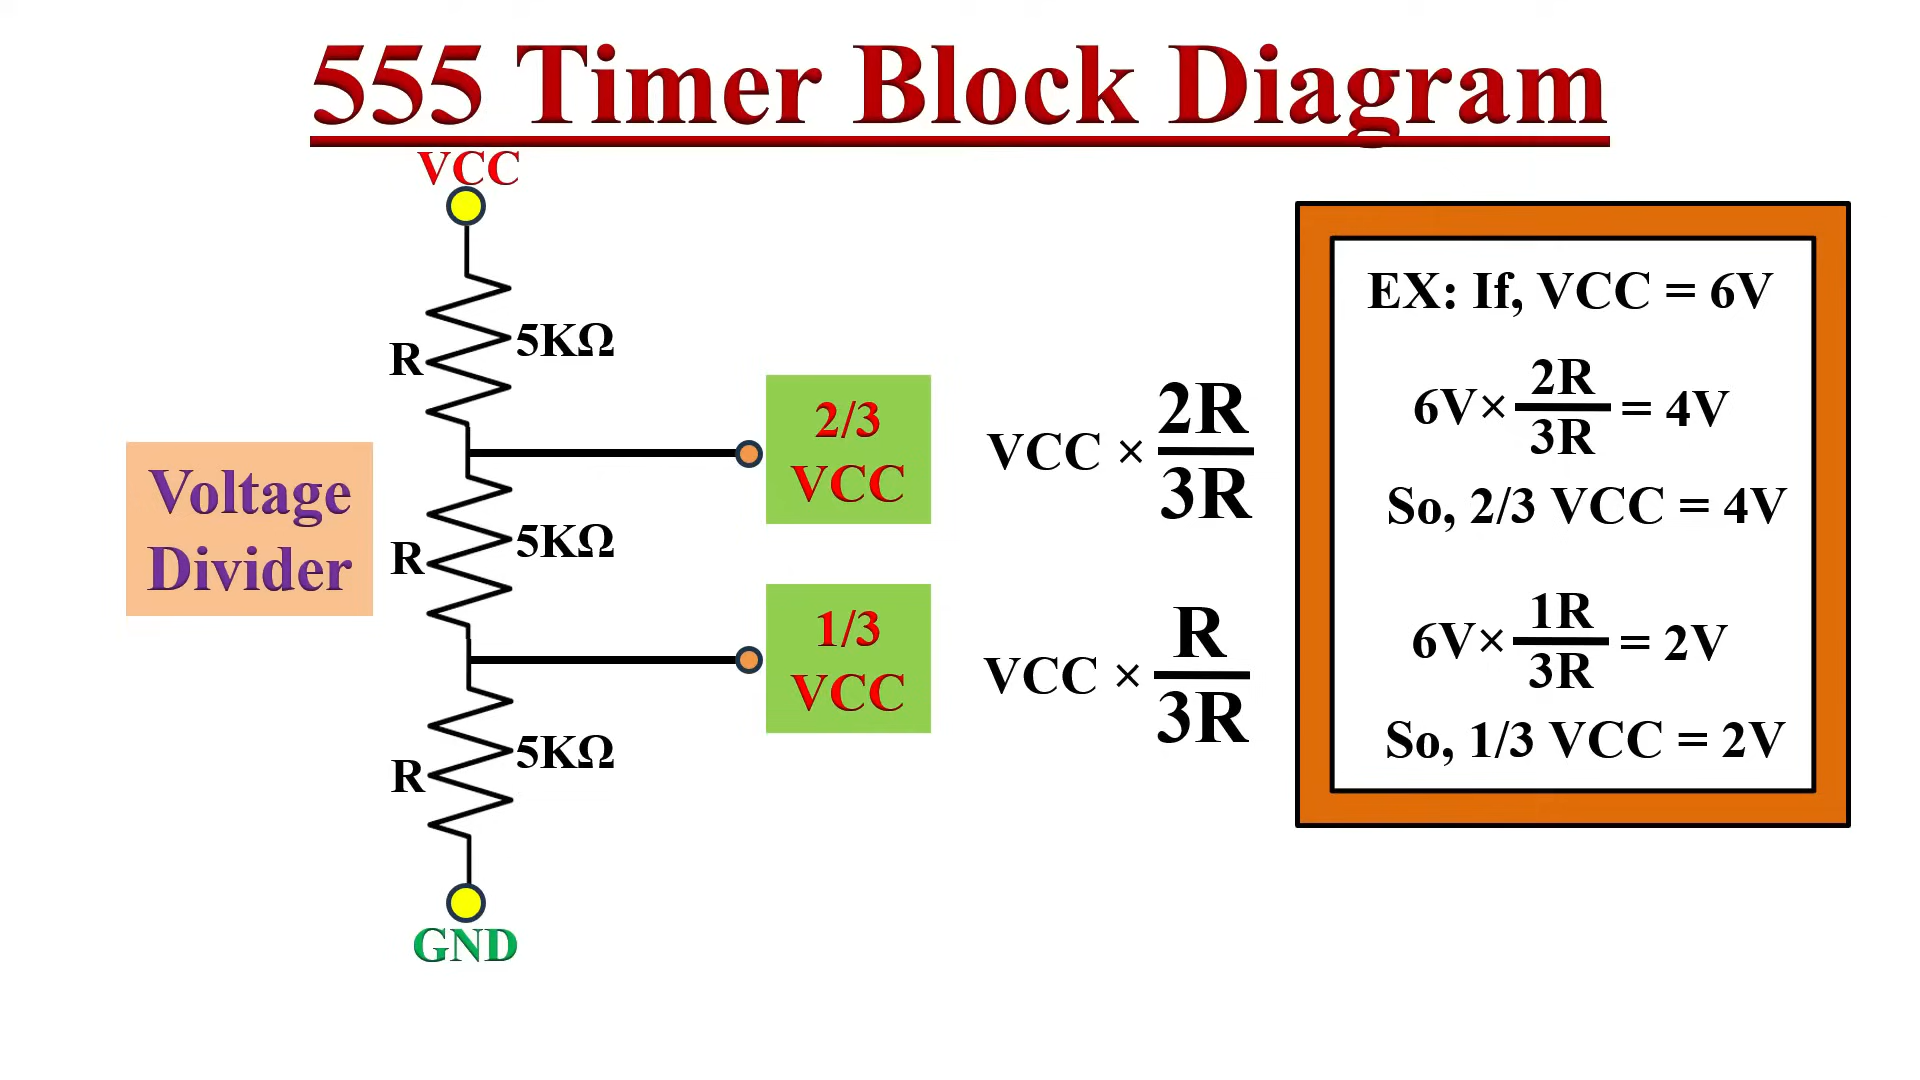 555 Timer Block Diagram
VCC
R 5KΩ
2/3
VCC
VCC × 2R/3R
Voltage
Divider
R 5KΩ
1/3
VCC
VCC × R/3R
R 5KΩ
GND
EX: If, VCC = 6V
6V× 2R/3R = 4V
So, 2/3 VCC = 4V
6V× 1R/3R = 2V
So, 1/3 VCC = 2V